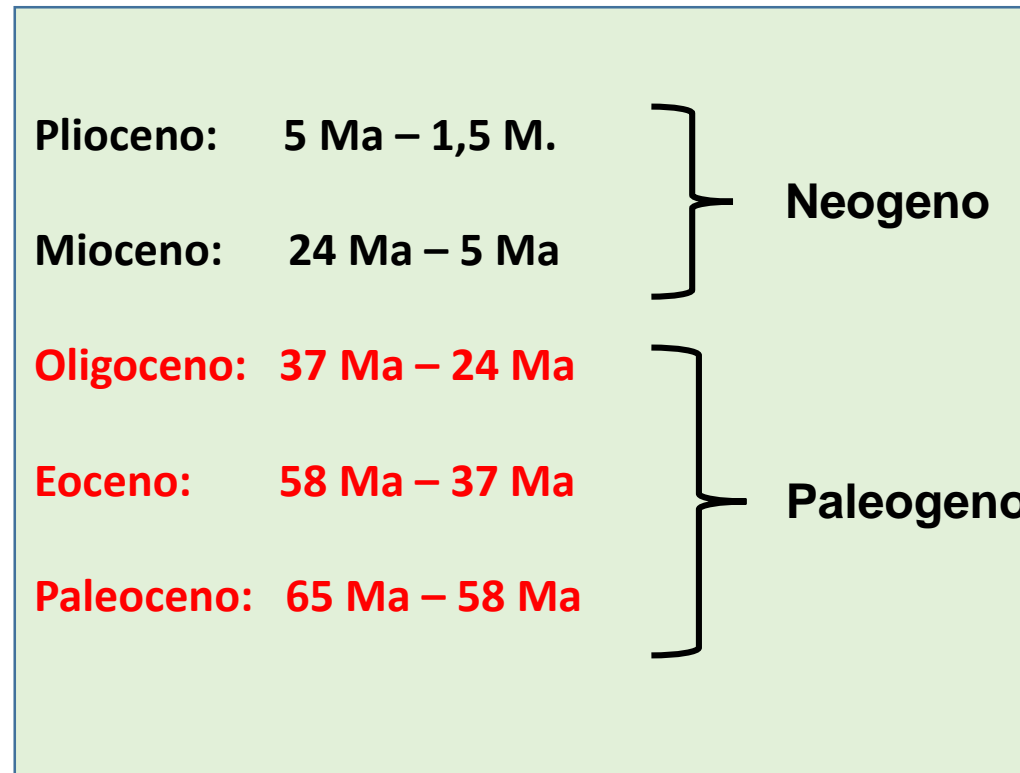 Plioceno: 5 Ma – 1,5 M.
Neogeno
Mioceno: 24 Ma – 5 Ma
Oligoceno: 37 Ma – 24 Ma
Eoceno: 58 Ma – 37 Ma
Paleogeno
Paleoceno: 65 Ma – 58 Ma